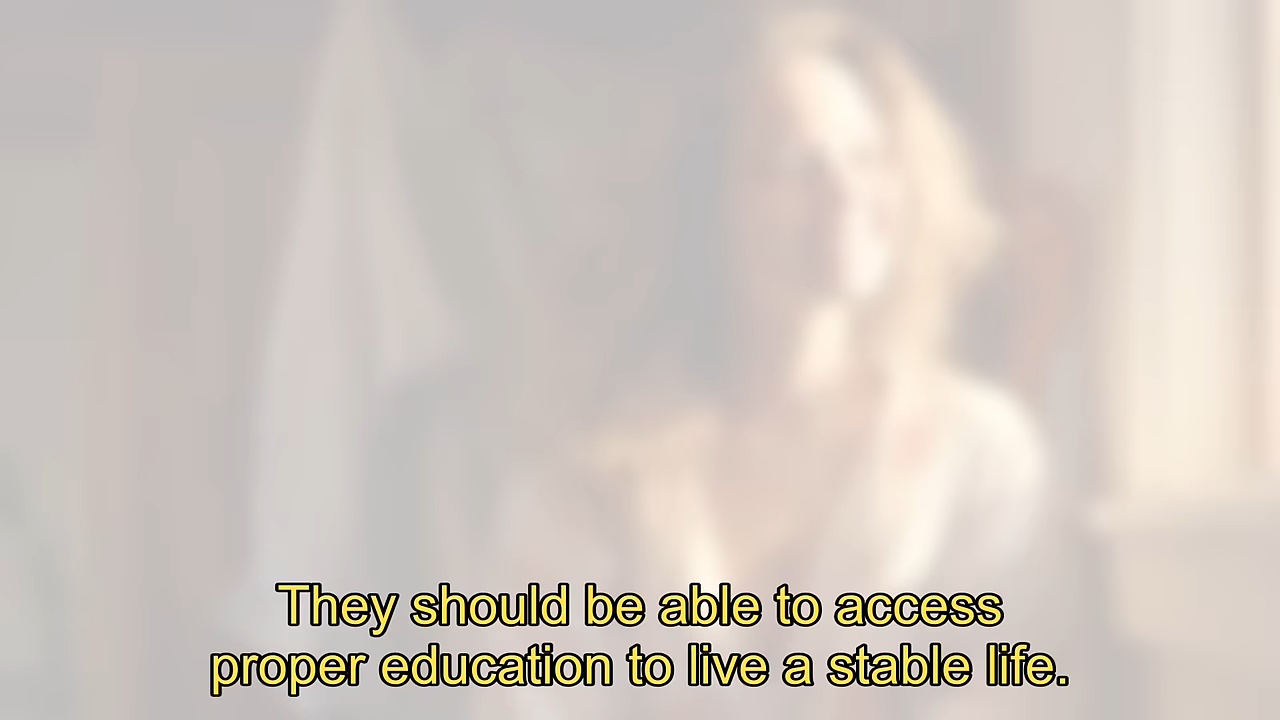 They should be able to access
proper education to live a stable life.